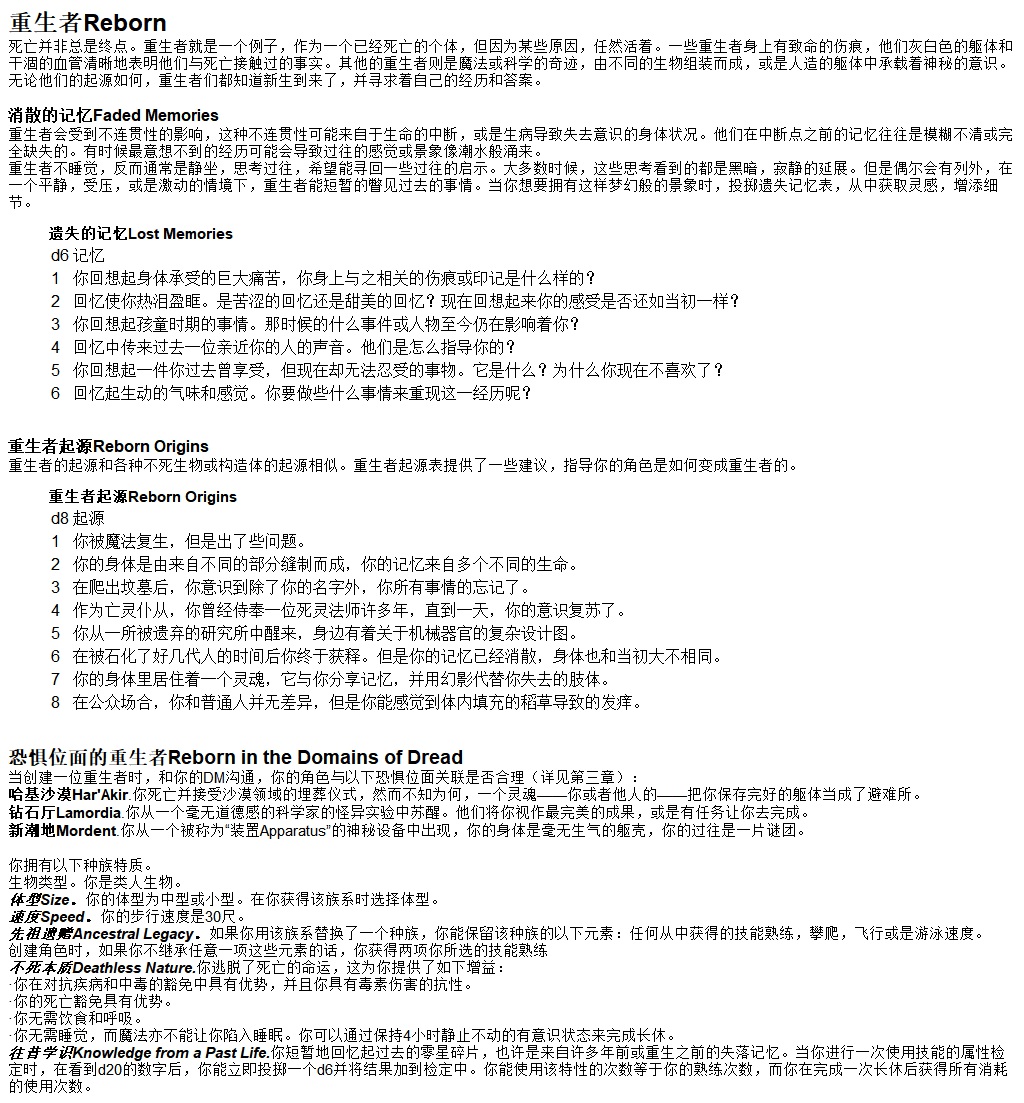 重生者Reborn
死亡并非总是终点。重生者就是一个例子，作为一个已经死亡的个体，但因为某些原因，任然活着。一些重生者身上有致命的伤痕，他们灰白色的躯体和
干涸的血管清晰地表明他们与死亡接触过的事实。其他的重生者则是魔法或科学的奇迹，由不同的生物组装而成，或是人造的躯体中承载着神秘的意识。
无论他们的起源如何，重生者们都知道新生到来了，并寻求着自己的经历和答案。
消散的记忆Faded Memories
重生者会受到不连贯性的影响，这种不连贯性可能来自于生命的中断，或是生病导致失去意识的身体状况。他们在中断点之前的记忆往往是模糊不清或完
全缺失的。有时候最意想不到的经历可能会导致过往的感觉或景象像潮水般涌来。
重生者不睡觉，反而通常是静坐，思考过往，希望能寻回一些过往的启示。大多数时候，这些思考看到的都是黑暗，寂静的延展。但是偶尔会有列外，在
一个平静，受压，或是激动的情境下，重生者能短暂的瞥见过去的事情。当你想要拥有这样梦幻般的景象时，投掷遗失记忆表，从中获取灵感，增添细
节。
遗失的记忆Lost Memories
d6 记忆
1 你回想起身体承受的巨大痛苦，你身上与之相关的伤痕或印记是什么样的？
2 回忆使你热泪盈眶。是苦涩的回忆还是甜美的回忆？现在回想起来你的感受是否还如当初一样？
3 你回想起孩童时期的事情。那时候的什么事件或人物至今仍在影响着你？
4 回忆中传来过去一位亲近你的人的声音。他们是怎么指导你的？
5 你回想起一件你过去曾享受，但现在却无法忍受的事物。它是什么？为什么你现在不喜欢了？
6 回忆起生动的气味和感觉。你要做些什么事情来重现这一经历呢？
重生者起源Reborn Origins
重生者的起源和各种不死生物或构造体的起源相似。重生者起源表提供了一些建议，指导你的角色是如何变成重生者的。
重生者起源Reborn Origins
d8 起源
1 你被魔法复生，但是出了些问题。
2 你的身体是由来自不同的部分缝制而成，你的记忆来自多个不同的生命。
3 在爬出坟墓后，你意识到除了你的名字外，你所有事情的忘记了。
4 作为亡灵仆从，你曾经侍奉一位死灵法师许多年，直到一天，你的意识复苏了。
5 你从一所被遗弃的研究所中醒来，身边有着关于机械器官的复杂设计图。
6 在被石化了好几代人的时间后你终于获释。但是你的记忆已经消散，身体也和当初大不相同。
7 你的身体里居住着一个灵魂，它与你分享记忆，并用幻影代替你失去的肢体。
8 在公众场合，你和普通人并无差异，但是你能感觉到体内填充的稻草导致的发痒。
恐惧位面的重生者Reborn in the Domains of Dread
当创建一位重生者时，和你的DM沟通，你的角色与以下恐惧位面关联是否合理（详见第三章）：
哈基沙漠Har'Akir.你死亡并接受沙漠领域的埋葬仪式，然而不知为何，一个灵魂——你或者他人的——把你保存完好的躯体当成了避难所。
钻石厅Lamordia.你从一个毫无道德感的科学家的怪异实验中苏醒。他们将你视作最完美的成果，或是有任务让你去完成。
新潮地Mordent.你从一个被称为“装置Apparatus”的神秘设备中出现，你的身体是毫无生气的躯壳，你的过往是一片谜团。
你拥有以下种族特质。
生物类型。你是类人生物。
体型Size。你的体型为中型或小型。在你获得该族系时选择体型。
速度Speed。你的步行速度是30尺。
先祖遗赠Ancestral Legacy。如果你用该族系替换了一个种族，你能保留该种族的以下元素：任何从中获得的技能熟练，攀爬，飞行或是游泳速度。
创建角色时，如果你不继承任意一项这些元素的话，你获得两项你所选的技能熟练
不死本质Deathless Nature.你逃脱了死亡的命运，这为你提供了如下增益：
·你在对抗疾病和中毒的豁免中具有优势，并且你具有毒素伤害的抗性。
·你的死亡豁免具有优势。
·你无需饮食和呼吸。
·你无需睡觉，而魔法亦不能让你陷入睡眠。你可以通过保持4小时静止不动的有意识状态来完成长休。
往昔学识Knowledge from a Past Life.你短暂地回忆起过去的零星碎片，也许是来自许多年前或重生之前的失落记忆。当你进行一次使用技能的属性检
定时，在看到d20的数字后，你能立即投掷一个d6并将结果加到检定中。你能使用该特性的次数等于你的熟练次数，而你在完成一次长休后获得所有消耗
的使用次数。